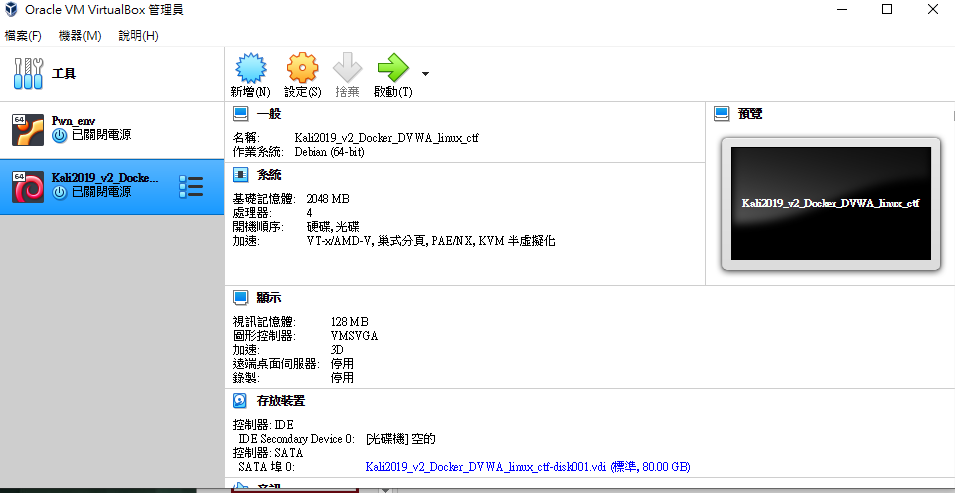 Oracle VM VirtualBox 管理員
檔案(F) 機器(M) 說明(H)
工具
新增(N) 設定(S) 捨棄 啟動(T)
64 Pwn_env
已關閉電源
64 Kali2019_v2_Docke...
已關閉電源
一般
名稱: Kali2019_v2_Docker_DVWA_linux_ctf
作業系統: Debian (64-bit)
系統
基礎記憶體: 2048 MB
處理器: 4
開機順序: 硬碟, 光碟
加速: VT-x/AMD-V, 巢式分頁, PAE/NX, KVM 半虛擬化
預覽
Kali2019_v2_Docker_DVWA_linux_ctf
顯示
視訊記憶體: 128 MB
圖形控制器: VMSVGA
加速: 3D
遠端桌面伺服器: 停用
錄製: 停用
存放裝置
控制器: IDE
IDE Secondary Device 0: [光碟機] 空的
控制器: SATA
SATA 埠 0: Kali2019_v2_Docker_DVWA_linux_ctf-disk001.vdi (標準, 80.00 GB)